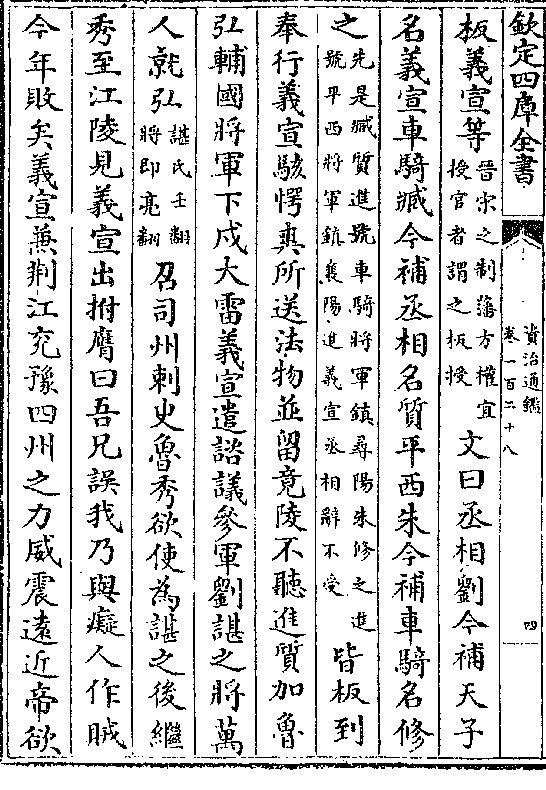 欽定四庫全書
資治通鑑
卷一百二十八
四
板義宣等晉宋之制藩方權宜授官者謂之板授文曰丞相劉今補天子
名義宣車騎臧今補丞相名質平西朱今補車騎名修
之先是臧質進號車騎將軍鎮尋陽朱修之進號平西將軍鎮襄陽進義宣丞相辭不受皆板到
奉行義宣駭愕爽所送法物並留竟陵不聽進質加魯
弘輔國將軍下戍大雷義宣遣諮議參軍劉諶之將萬
人就弘諶氏壬翻將即亮翻召司州刺史魯秀欲使為諶之後繼
秀至江陵見義宣出拊膺曰吾兄誤我乃與癡人作賊
今年敗矣義宣兼荆江兖豫四州之力威震遠近帝欲